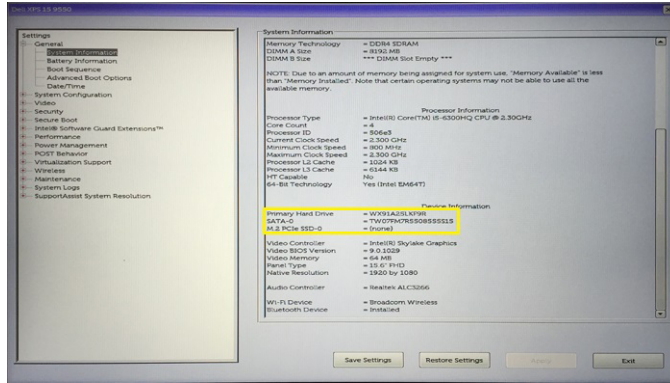 Dell XPS 15 9550
Settings
General
System Information
Battery Information
Boot Sequence
Advanced Boot Options
Date/Time
System Configuration
Video
Security
Secure Boot
Intel® Software Guard Extensions™
Performance
Power Management
POST Behavior
Virtualization Support
Wireless
Maintenance
System Logs
SupportAssist System Resolution
System Information
Memory Technology = DDR4 SDRAM
DIMM A Size = 8192 MB
DIMM B Size = *** DIMM Slot Empty ***
NOTE: Due to an amount of memory being assigned for system use, "Memory Available" is less
than "Memory Installed". Note that certain operating systems may not be able to use all the
available memory.
Processor Information
Processor Type = Intel(R) Core(TM) i5-6300HQ CPU @ 2.30GHz
Core Count = 4
Processor ID = 506e3
Current Clock Speed = 2.300 GHz
Minimum Clock Speed = 800 MHz
Maximum Clock Speed = 2.300 GHz
Processor L2 Cache = 1024 KB
Processor L3 Cache = 6144 KB
HT Capable No
64-Bit Technology Yes (Intel EM64T)
Device Information
Primary Hard Drive = WX91A25LKF9R
SATA-0
M.2 PCIe SSD-0 = (none)
Video Controller = Intel(R) Skylake Graphics
Video BIOS Version = 9.0.1029
Video Memory = 64 MB
Panel Type = 15.6" FHD
Native Resolution = 1920 by 1080
Audio Controller = Realtek ALC3266
Wi-Fi Device = Broadcom Wireless
Bluetooth Device = Installed
Save Settings
Restore Settings
Apply
Exit